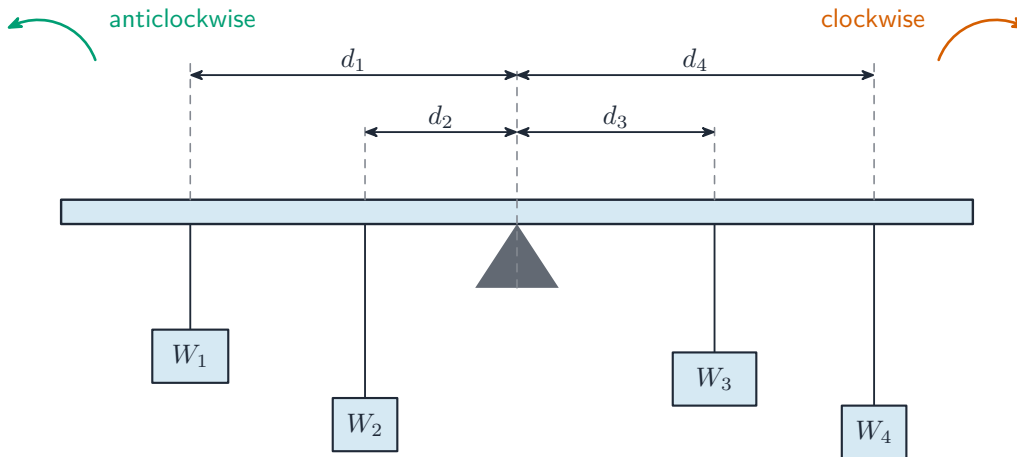 anticlockwise
clockwise
d₁
d₄
d₂
d₃
W₁
W₃
W₂
W₄